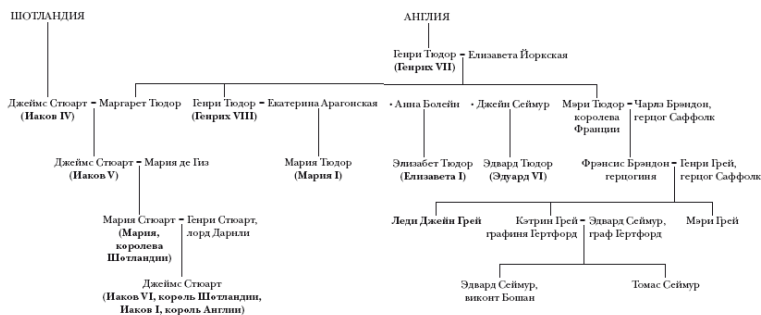 ШОТЛАНДИЯ АНГЛИЯ
Генри Тюдор – Елизавета Йоркская
(Генрих VII)
Джеймс Стюарт – Маргарет Тюдор Генри Тюдор – Екатерина Арагонская - Анна Болейн - Джейн Сеймур Мэри Тюдор – Чарлз Брэндон,
(Иаков IV) (Генрих VIII) королева герцог Саффолк
Франции
Джеймс Стюарт – Мария де Гиз Мария Тюдор Элизабет Тюдор Эдвард Тюдор Фрэнсис Брэндон – Генри Грей,
(Иаков V) (Мария I) (Елизавета I) (Эдуард VI) герцогиня герцог Саффолк
Мария Стюарт – Генри Стюарт, Леди Джейн Грей Кэтрин Грей – Эдвард Сеймур, Мэри Грей
(Мария, лорд Дарнли графиня Гертфорд граф Гертфорд
королева
Шотландии)
Джеймс Стюарт Эдвард Сеймур, Томас Сеймур
(Иаков VI, король Шотландии, виконт Бошан
Иаков I, король Англии)